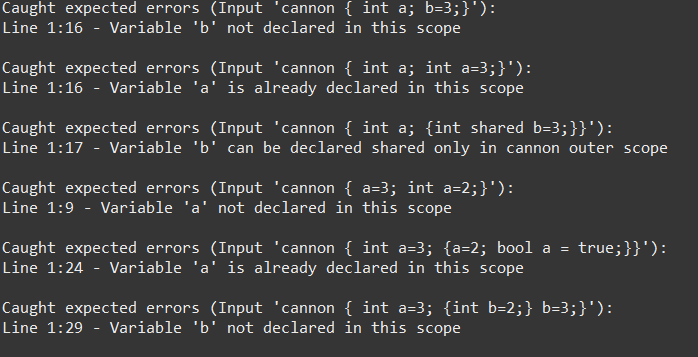 Caught expected errors (Input 'cannon { int a; b=3;}'):
Line 1:16 - Variable 'b' not declared in this scope
Caught expected errors (Input 'cannon { int a; int a=3;}'):
Line 1:16 - Variable 'a' is already declared in this scope
Caught expected errors (Input 'cannon { int a; {int shared b=3;}}'):
Line 1:17 - Variable 'b' can be declared shared only in cannon outer scope
Caught expected errors (Input 'cannon { a=3; int a=2;}'):
Line 1:9 - Variable 'a' not declared in this scope
Caught expected errors (Input 'cannon { int a=3; {a=2; bool a = true;}}'):
Line 1:24 - Variable 'a' is already declared in this scope
Caught expected errors (Input 'cannon { int a=3; {int b=2;} b=3;}'):
Line 1:29 - Variable 'b' not declared in this scope